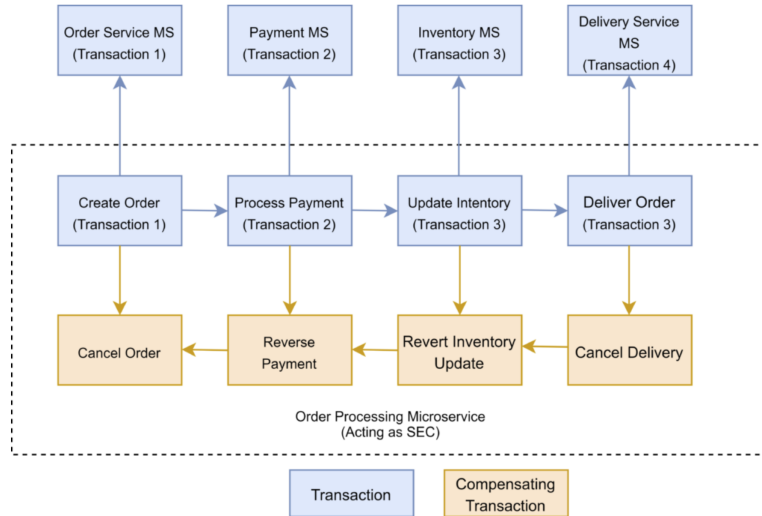 Order Service MS
(Transaction 1)
Payment MS
(Transaction 2)
Inventory MS
(Transaction 3)
Delivery Service
MS
(Transaction 4)
Create Order
(Transaction 1)
Process Payment
(Transaction 2)
Update Intentory
(Transaction 3)
Deliver Order
(Transaction 3)
Cancel Order
Reverse
Payment
Revert Inventory
Update
Cancel Delivery
Order Processing Microservice
(Acting as SEC)
Transaction
Compensating
Transaction